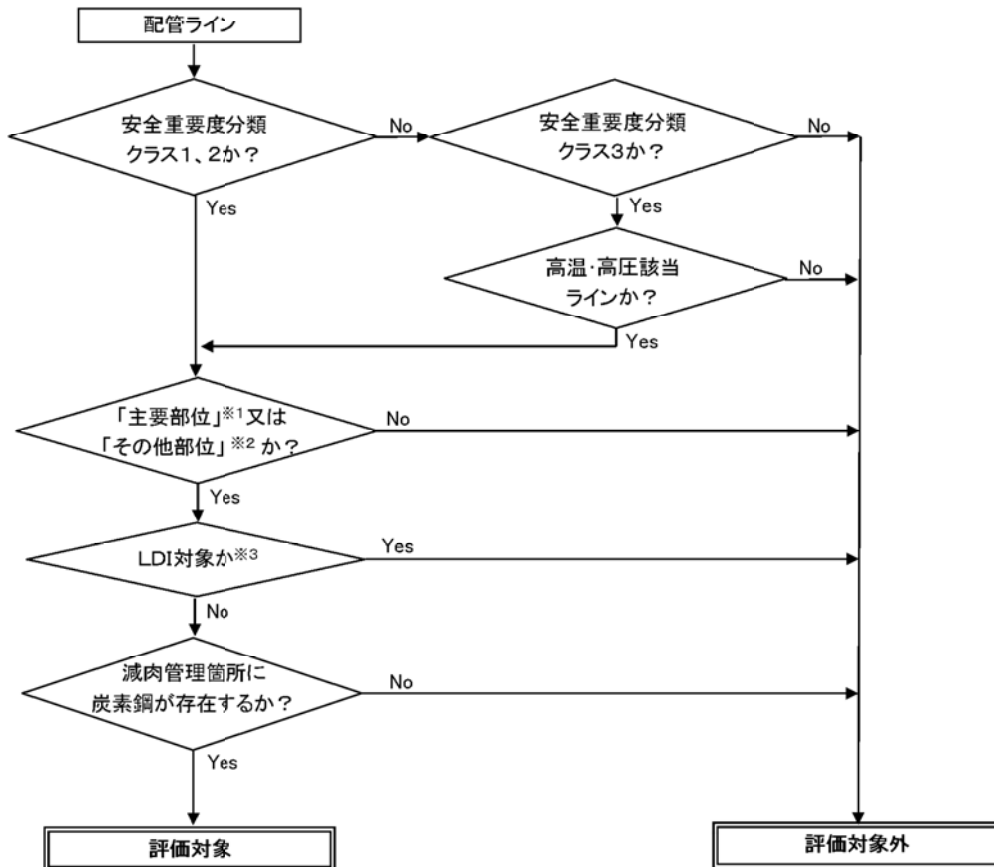 配管ライン
安全重要度分類
クラス1、2か？
No
安全重要度分類
クラス3か？
No
Yes
Yes
高温･高圧該当
ラインか？
No
Yes
「主要部位」※1又は
「その他部位」※2か？
No
Yes
LDI対象か※3
Yes
No
減肉管理箇所に
炭素鋼が存在するか？
No
Yes
評価対象
評価対象外